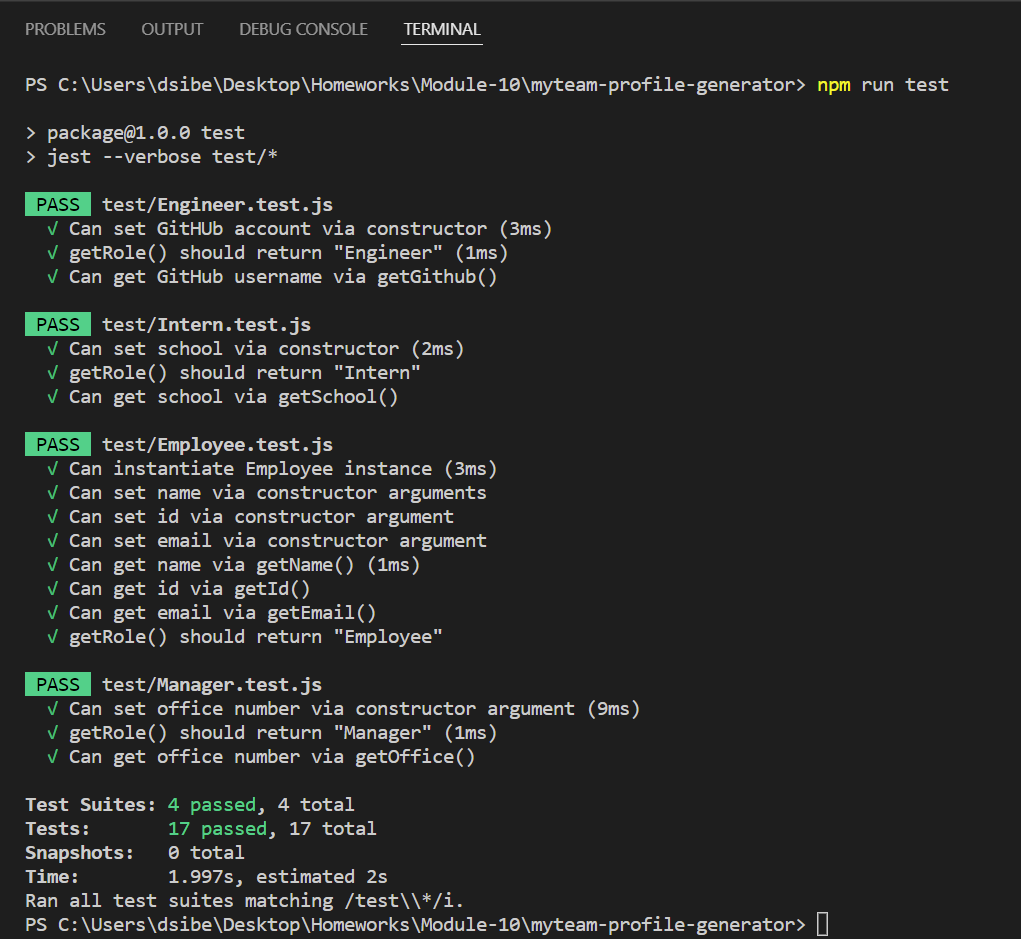 PROBLEMS OUTPUT DEBUG CONSOLE TERMINAL
PS C:\Users\dsibe\Desktop\Homeworks\Module-10\myteam-profile-generator> npm run test
> package@1.0.0 test
> jest --verbose test/*
PASS test/Engineer.test.js
√ Can set GitHUb account via constructor (3ms)
√ getRole() should return "Engineer" (1ms)
√ Can get GitHub username via getGithub()
PASS test/Intern.test.js
√ Can set school via constructor (2ms)
√ getRole() should return "Intern"
√ Can get school via getSchool()
PASS test/Employee.test.js
√ Can instantiate Employee instance (3ms)
√ Can set name via constructor arguments
√ Can set id via constructor argument
√ Can set email via constructor argument
√ Can get name via getName() (1ms)
√ Can get id via getId()
√ Can get email via getEmail()
√ getRole() should return "Employee"
PASS test/Manager.test.js
√ Can set office number via constructor argument (9ms)
√ getRole() should return "Manager" (1ms)
√ Can get office number via getOffice()
Test Suites: 4 passed, 4 total
Tests: 17 passed, 17 total
Snapshots: 0 total
Time: 1.997s, estimated 2s
Ran all test suites matching /test\\*/i.
PS C:\Users\dsibe\Desktop\Homeworks\Module-10\myteam-profile-generator>